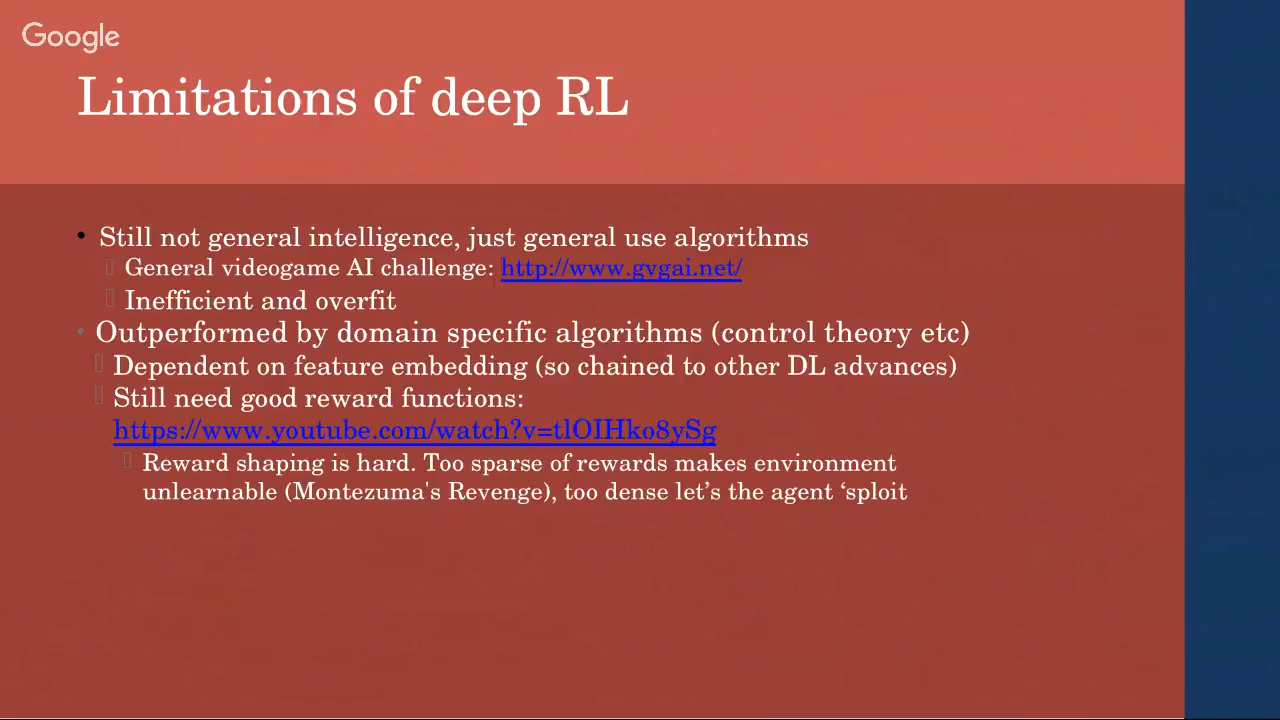 Google
Limitations of deep RL
• Still not general intelligence, just general use algorithms
General videogame AI challenge: http://www.gvgai.net/
Inefficient and overfit
• Outperformed by domain specific algorithms (control theory etc)
Dependent on feature embedding (so chained to other DL advances)
Still need good reward functions:
https://www.youtube.com/watch?v=tlOIHko8ySg
Reward shaping is hard. Too sparse of rewards makes environment
unlearnable (Montezuma's Revenge), too dense let’s the agent ‘sploit